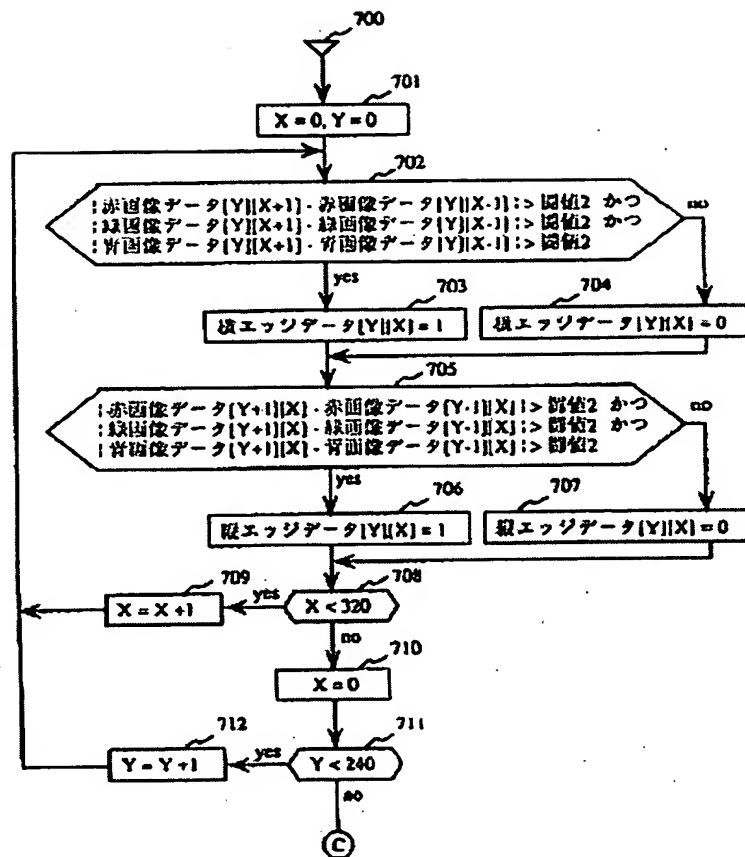 700
701
X = 0, Y = 0
702
|赤画像データ[Y][X+1] - 赤画像データ[Y][X-1]|> 閾値2 かつ
|緑画像データ[Y][X+1] - 緑画像データ[Y][X-1]|> 閾値2 かつ
|青画像データ[Y][X+1] - 青画像データ[Y][X-1]|> 閾値2
no
yes
703
704
横エッジデータ[Y][X] = 1
横エッジデータ[Y][X] = 0
705
|赤画像データ[Y+1][X] - 赤画像データ[Y-1][X]|> 閾値2 かつ
|緑画像データ[Y+1][X] - 緑画像データ[Y-1][X]|> 閾値2 かつ
|青画像データ[Y+1][X] - 青画像データ[Y-1][X]|> 閾値2
no
yes
706
707
縦エッジデータ[Y][X] = 1
縦エッジデータ[Y][X] = 0
709
708
X = X+1
yes
X < 320
no
710
X = 0
712
711
Y = Y+1
yes
Y < 240
no
C